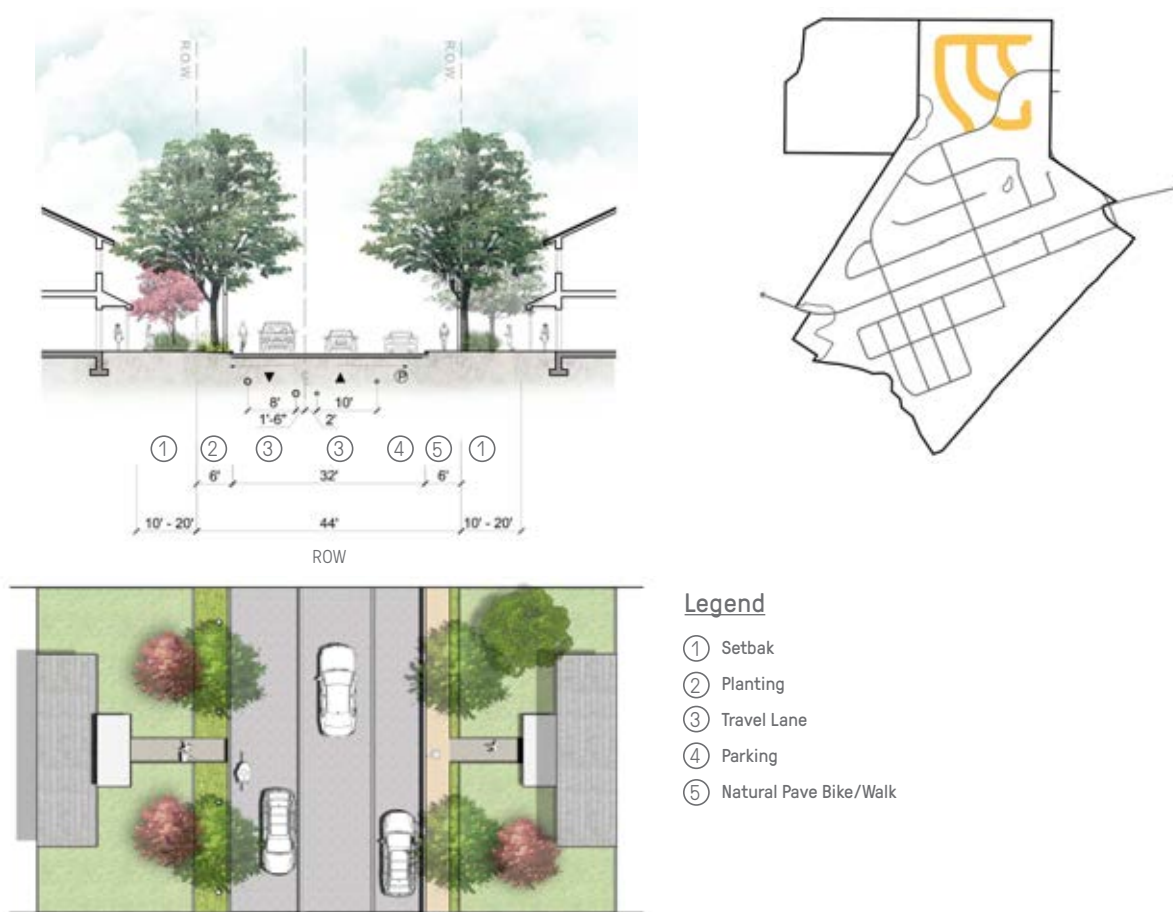 ROW
ROW
P
8'
10'
1'-6"
2'
1 2 3 3 4 5 1
6' 32' 6'
10' - 20' 44' 10' - 20'
ROW
Legend
1 Setbak
2 Planting
3 Travel Lane
4 Parking
5 Natural Pave Bike/Walk